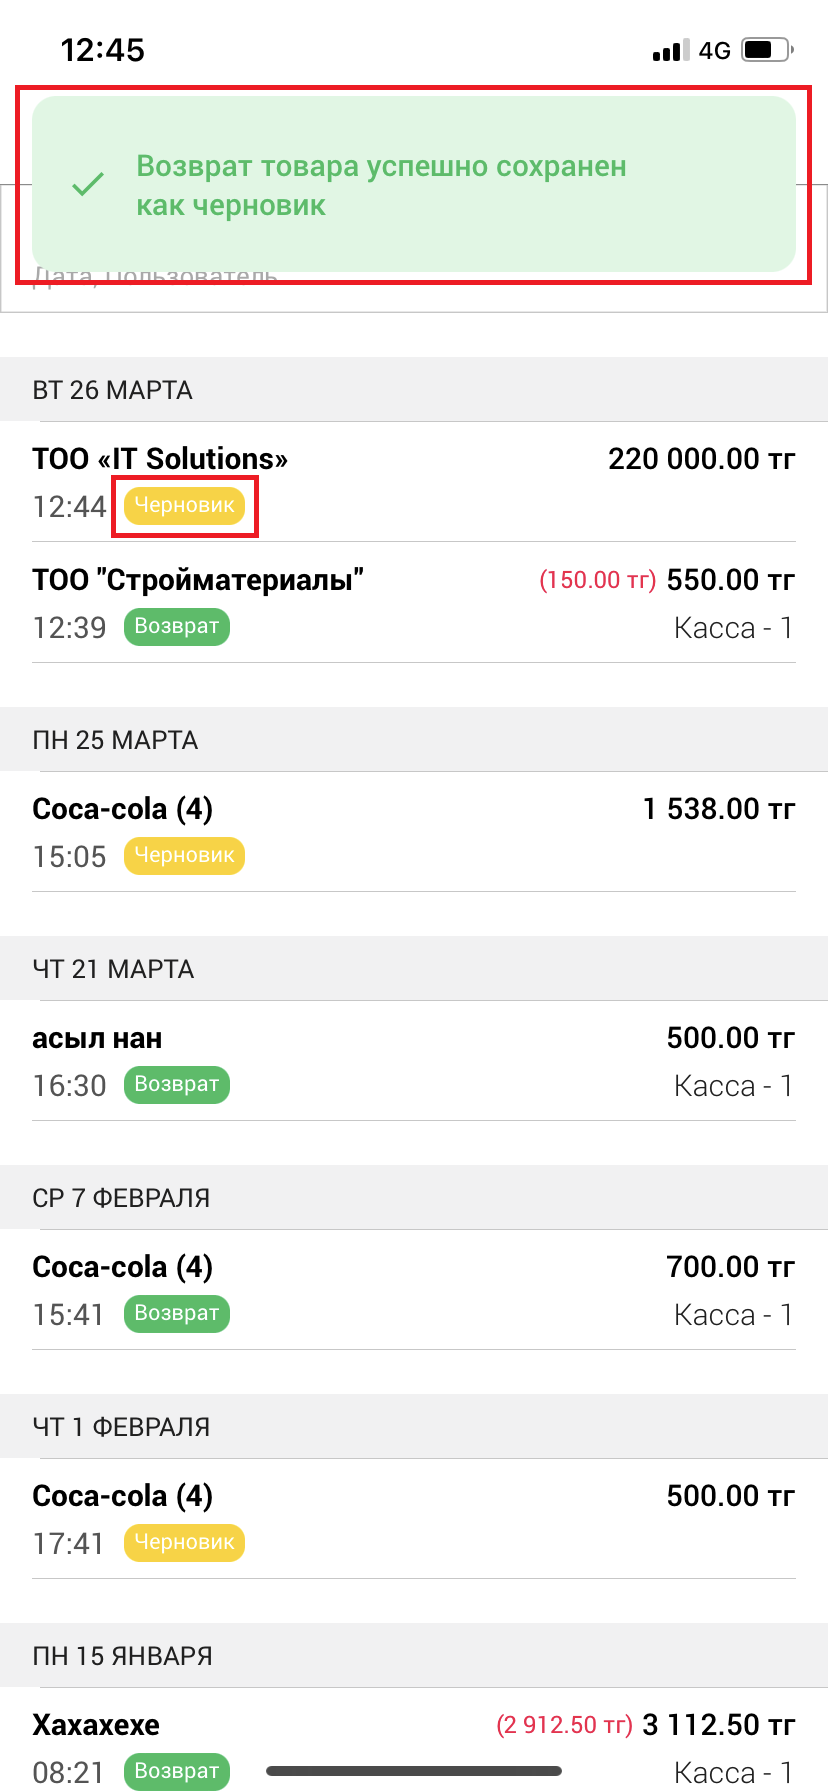 12:45
4G
Возврат товара успешно сохранен
как черновик
Дата, Пользователь
ВТ 26 МАРТА
ТОО «IT Solutions» 220 000.00 тг
12:44 Черновик
ТОО "Стройматериалы" (150.00 тг) 550.00 тг
12:39 Возврат Касса - 1
ПН 25 МАРТА
Coca-cola (4) 1 538.00 тг
15:05 Черновик
ЧТ 21 МАРТА
асыл нан 500.00 тг
16:30 Возврат Касса - 1
СР 7 ФЕВРАЛЯ
Coca-cola (4) 700.00 тг
15:41 Возврат Касса - 1
ЧТ 1 ФЕВРАЛЯ
Coca-cola (4) 500.00 тг
17:41 Черновик
ПН 15 ЯНВАРЯ
Хахахехе (2 912.50 тг) 3 112.50 тг
08:21 Возврат Касса - 1